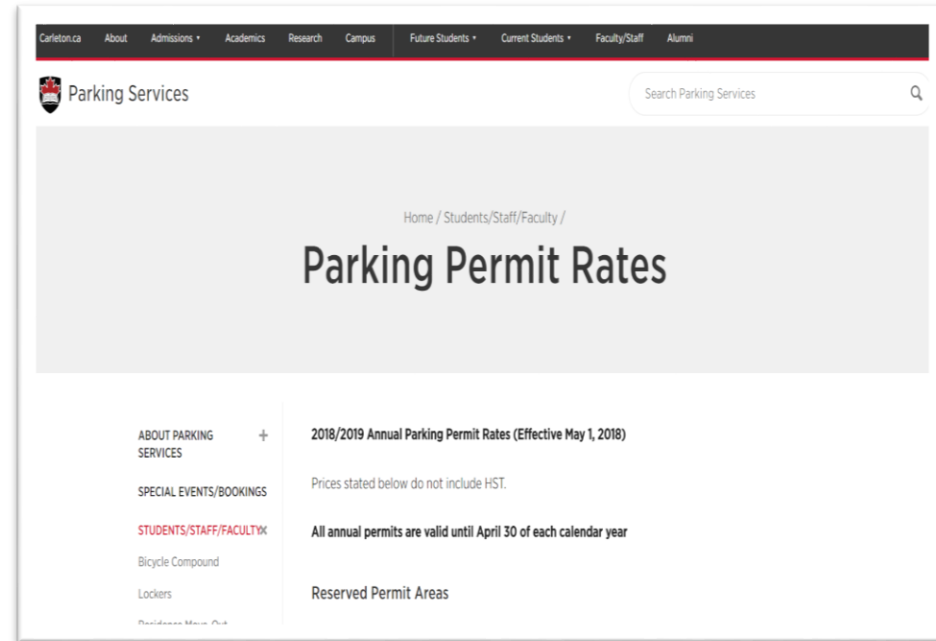 Carleton.ca About Admissions Academics Research Campus Future Students Current Students Faculty/Staff Alumni
Parking Services
Search Parking Services
Home / Students/Staff/Faculty /
Parking Permit Rates
ABOUT PARKING SERVICES
SPECIAL EVENTS/BOOKINGS
STUDENTS/STAFF/FACULTY
Bicycle Compound
Lockers
Residence Move-Out
2018/2019 Annual Parking Permit Rates (Effective May 1, 2018)
Prices stated below do not include HST.
All annual permits are valid until April 30 of each calendar year
Reserved Permit Areas